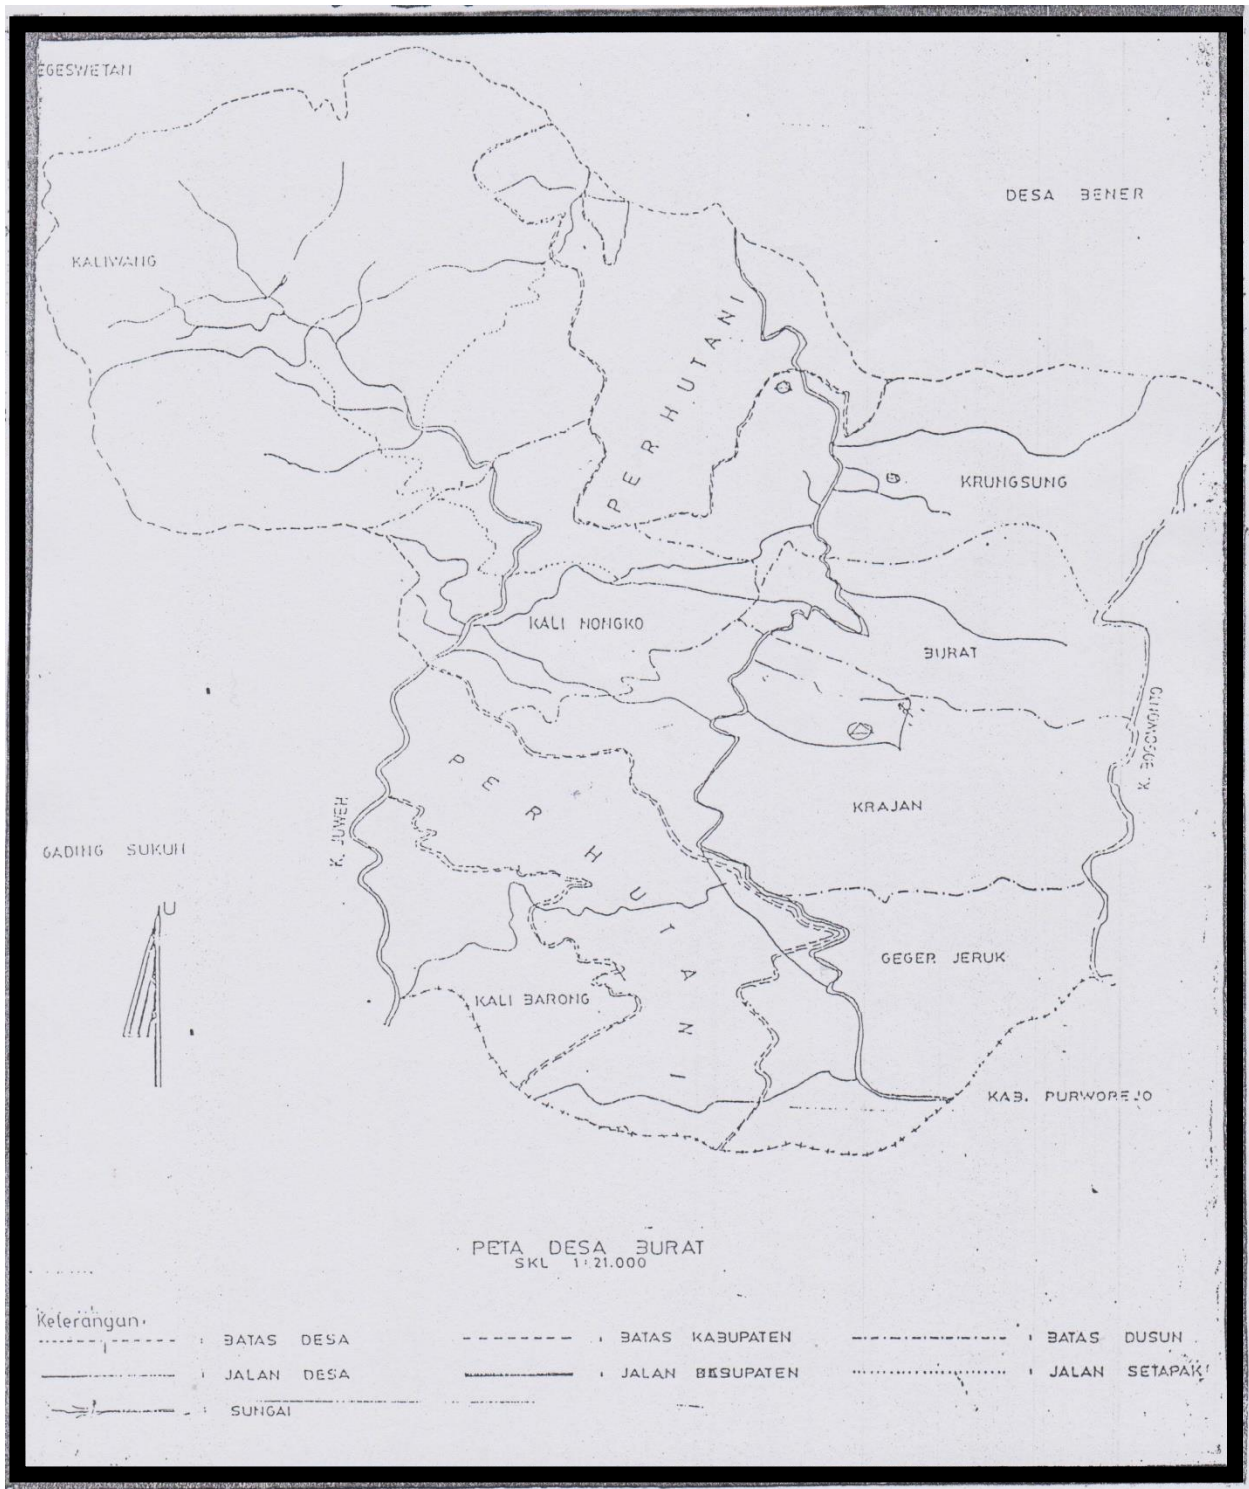 EGESWETAN
DESA BENER
KALIWANG
PERHUTANI
KRUNGSUNG
KALI NONGKO
BURAT
K. BOGOWONTO
PERHUTANI
KRAJAN
K. JUWEH
GADING SUKUH
U
GEGER JERUK
KALI BARONG
KAB. PURWOREJO
PETA DESA BURAT
SKL 1:21.000
Keterangan:
: BATAS DESA
: BATAS KABUPATEN
: BATAS DUSUN
: JALAN DESA
: JALAN
: JALAN SETAPAK
: SUNGAI